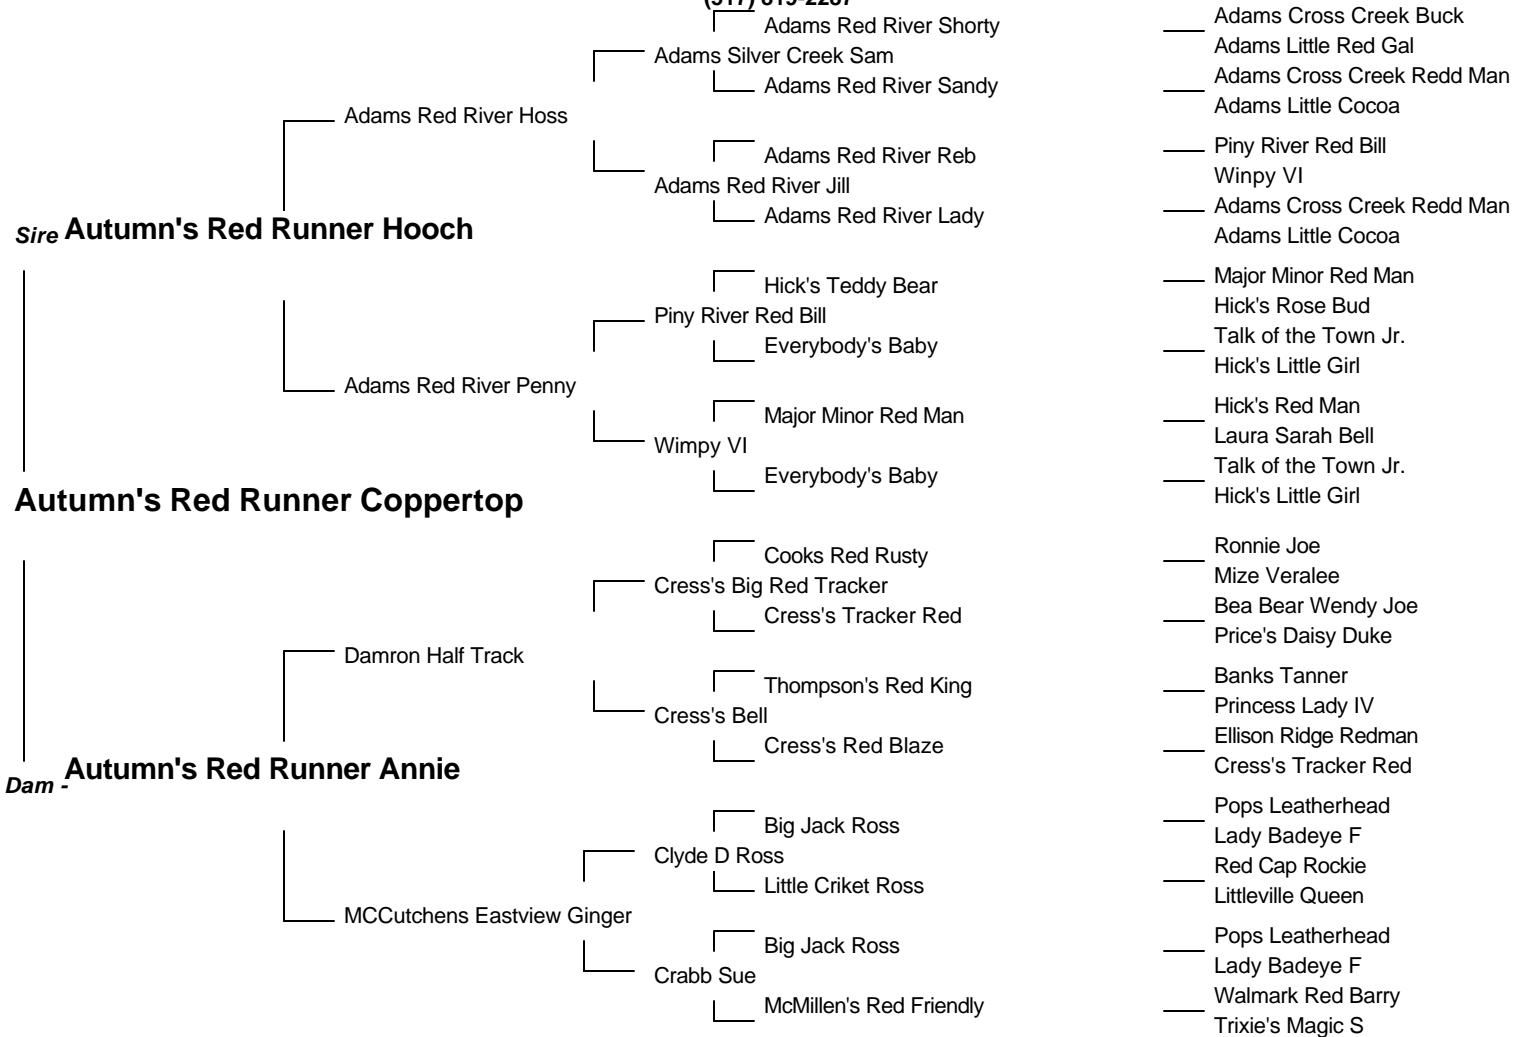 Adams Red River Shorty
Adams Cross Creek Buck
Adams Silver Creek Sam
Adams Little Red Gal
Adams Red River Sandy
Adams Cross Creek Redd Man
Adams Little Cocoa
Adams Red River Hoss
Adams Red River Reb
Piny River Red Bill
Adams Red River Jill
Winpy VI
Adams Red River Lady
Adams Cross Creek Redd Man
Adams Little Cocoa
Sire Autumn's Red Runner Hooch
Hick's Teddy Bear
Major Minor Red Man
Piny River Red Bill
Hick's Rose Bud
Everybody's Baby
Talk of the Town Jr.
Hick's Little Girl
Adams Red River Penny
Major Minor Red Man
Hick's Red Man
Wimpy VI
Laura Sarah Bell
Everybody's Baby
Talk of the Town Jr.
Hick's Little Girl
Autumn's Red Runner Coppertop
Cooks Red Rusty
Ronnie Joe
Cress's Big Red Tracker
Mize Veralee
Cress's Tracker Red
Bea Bear Wendy Joe
Price's Daisy Duke
Damron Half Track
Thompson's Red King
Banks Tanner
Cress's Bell
Princess Lady IV
Cress's Red Blaze
Ellison Ridge Redman
Cress's Tracker Red
Dam - Autumn's Red Runner Annie
Big Jack Ross
Pops Leatherhead
Clyde D Ross
Lady Badeye F
Little Criket Ross
Red Cap Rockie
Littleville Queen
MCCutchens Eastview Ginger
Big Jack Ross
Pops Leatherhead
Crabb Sue
Lady Badeye F
McMillen's Red Friendly
Walmark Red Barry
Trixie's Magic S